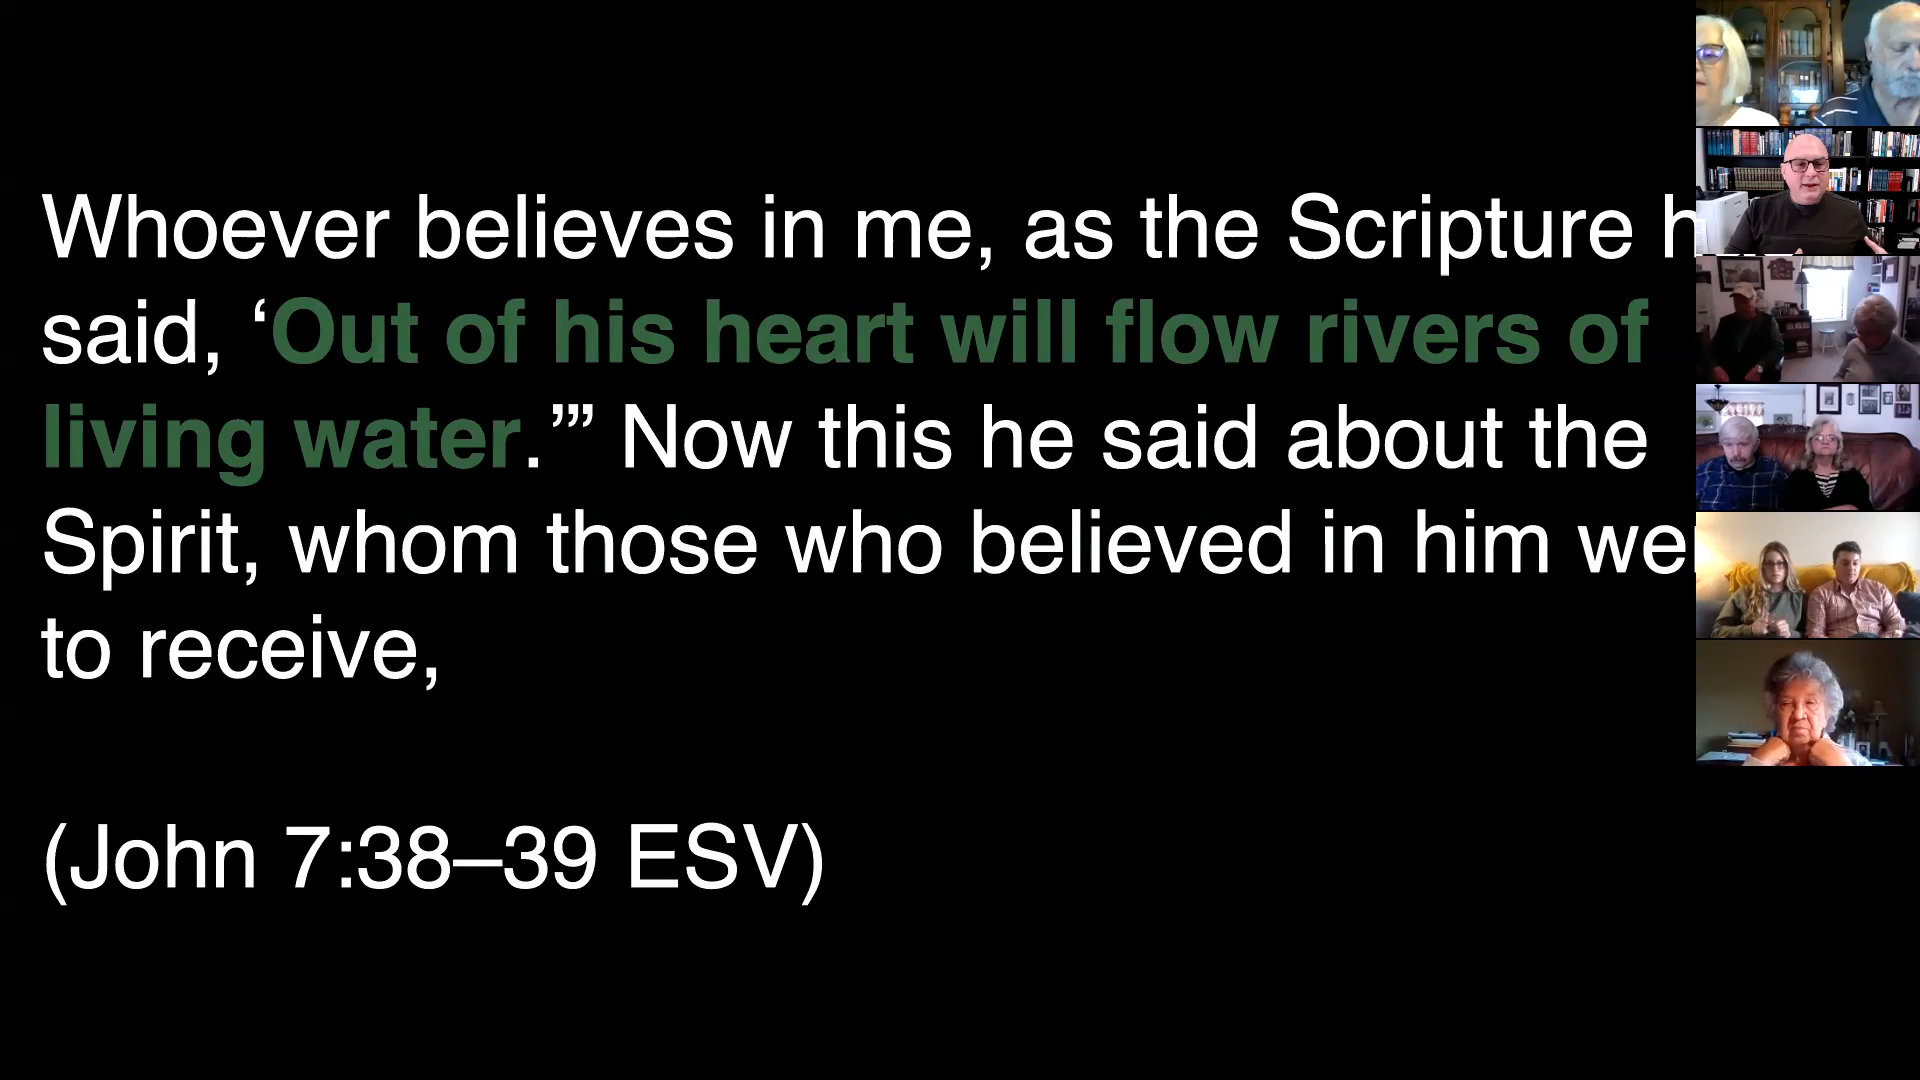 Whoever believes in me, as the Scripture h
said, ‘Out of his heart will flow rivers of
living water.’” Now this he said about the
Spirit, whom those who believed in him we
to receive,
(John 7:38–39 ESV)